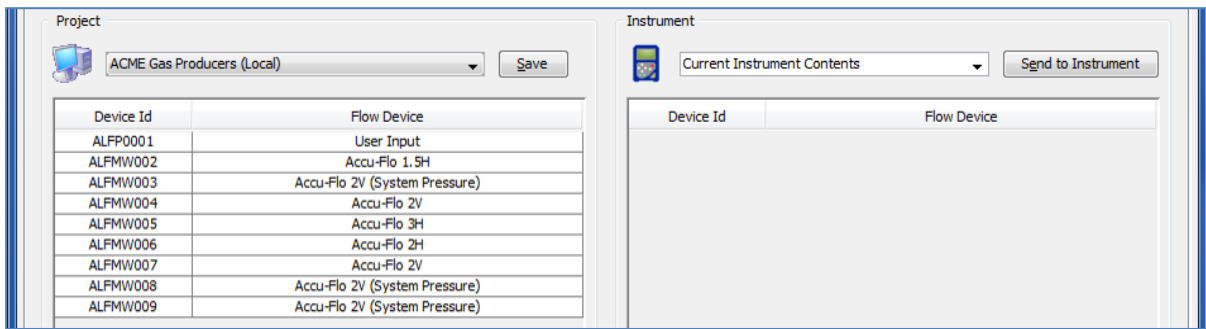 Project
ACME Gas Producers (Local)
Save
Device Id Flow Device
ALFP0001 User Input
ALFMW002 Accu-Flo 1.5H
ALFMW003 Accu-Flo 2V (System Pressure)
ALFMW004 Accu-Flo 2V
ALFMW005 Accu-Flo 3H
ALFMW006 Accu-Flo 2H
ALFMW007 Accu-Flo 2V
ALFMW008 Accu-Flo 2V (System Pressure)
ALFMW009 Accu-Flo 2V (System Pressure)
Instrument
Current Instrument Contents
Send to Instrument
Device Id Flow Device